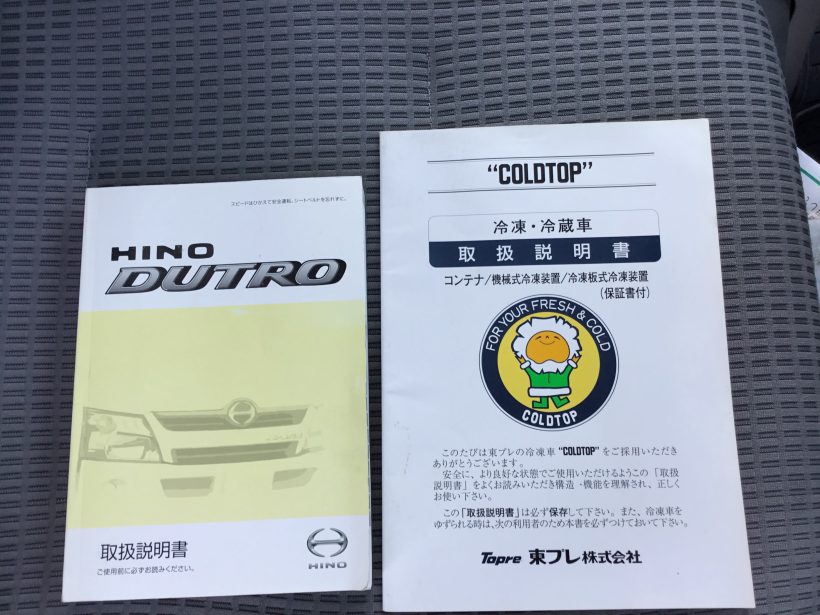 スピードはひかえて安全運転。シートベルトを忘れずに。
HINO
DUTRO
取扱説明書
ご使用前に必ずお読みください。
HINO
"COLDTOP"
冷凍・冷蔵車
取扱説明書
コンテナ/機械式冷凍装置/冷凍板式冷凍装置
(保証書付)
FOR YOUR FRESH & COLD
COLDTOP
このたびは東プレの冷凍車"COLDTOP"をご採用いただき
ありがとうございます。
安全に、より良好な状態でご使用いただけるようこの「取扱
説明書」をよくお読みいただき構造・機能を理解され、正しく
お使い下さい。
この「取扱説明書」は必ず保存して下さい。また、冷凍車を
ゆずられる時は、次の利用者のため本書を必ずつけておいて下さい。
Topre 東プレ株式会社